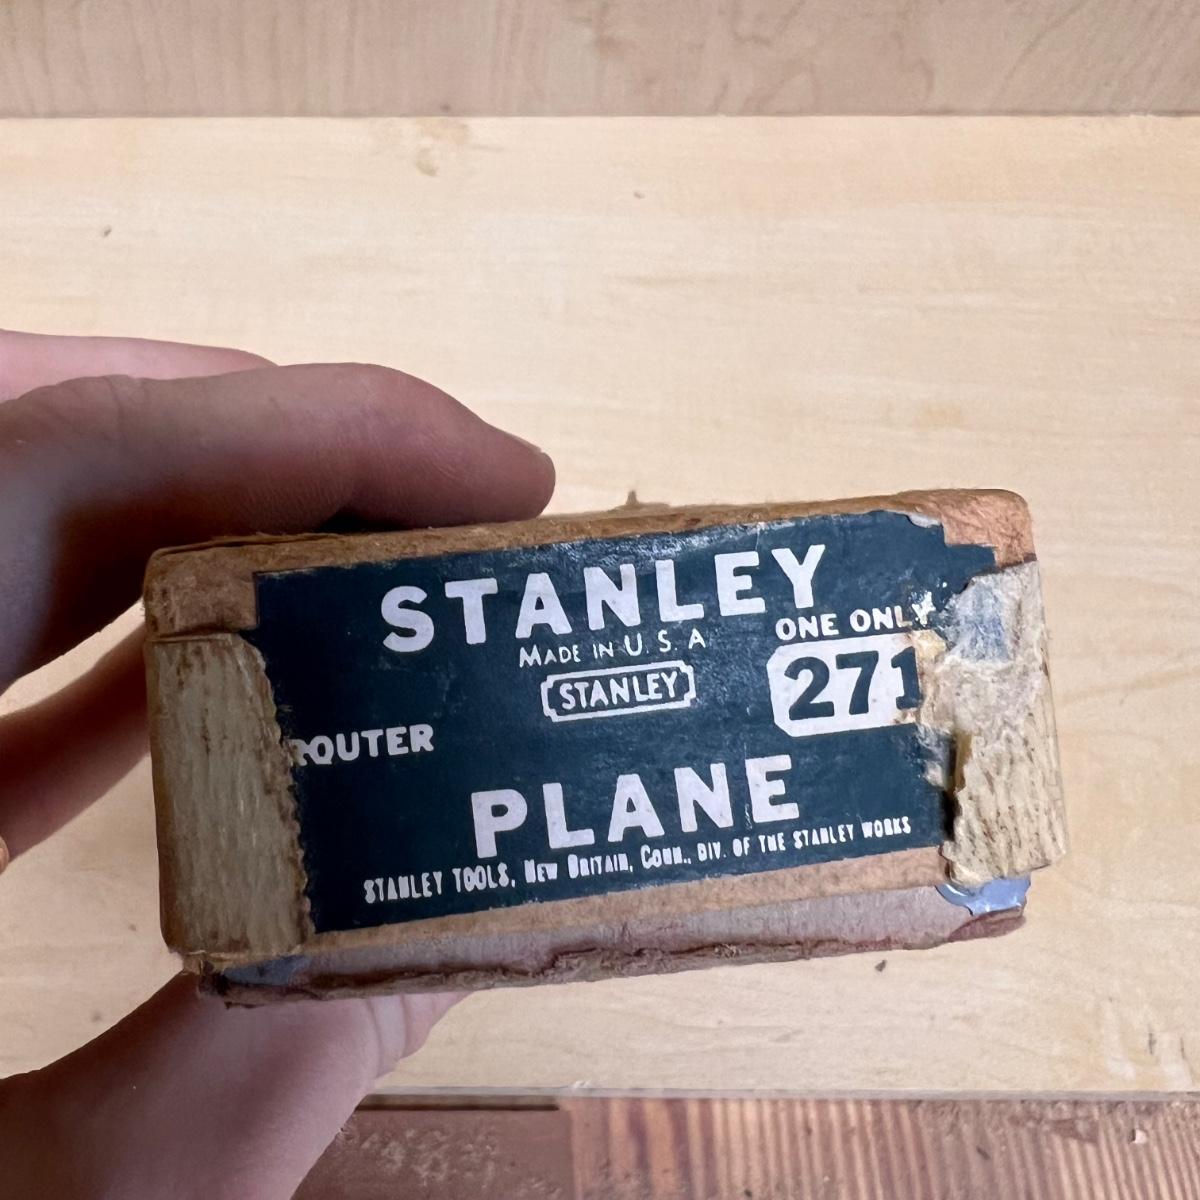 STANLEY
MADE IN U. S. A
STANLEY
ONE ONLY
271
ROUTER
PLANE
STANLEY TOOLS, NEW BRITAIN, CONN., DIV. OF THE STANLEY WORKS